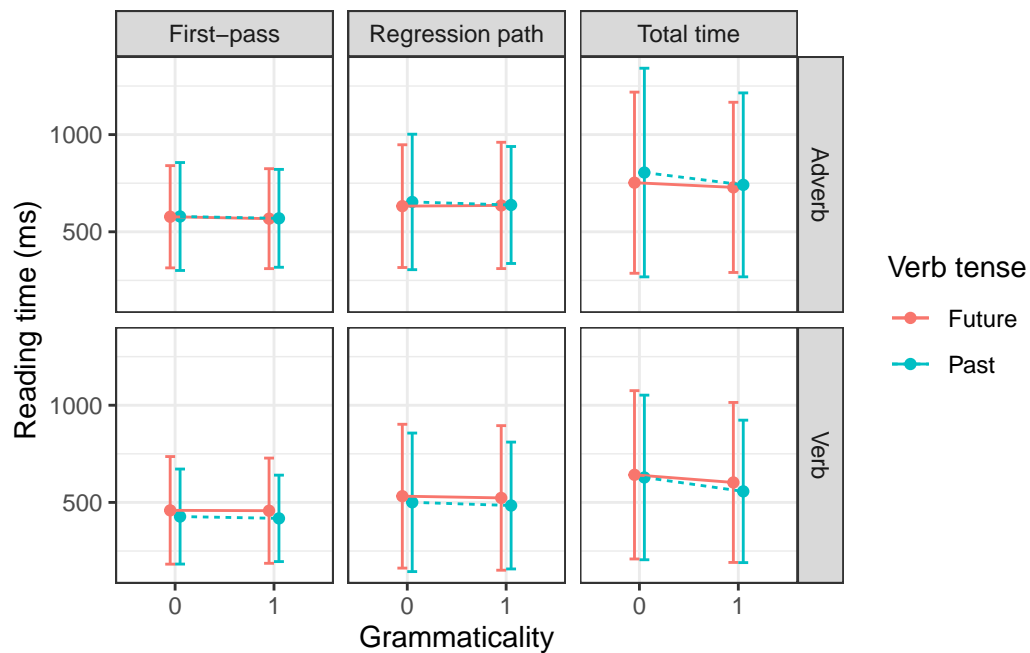 First−pass
Regression path
Total time
1000
500
Adverb
1000
500
Verb
0
1
0
1
0
1
Grammaticality
Reading time (ms)
Verb tense
Future
Past